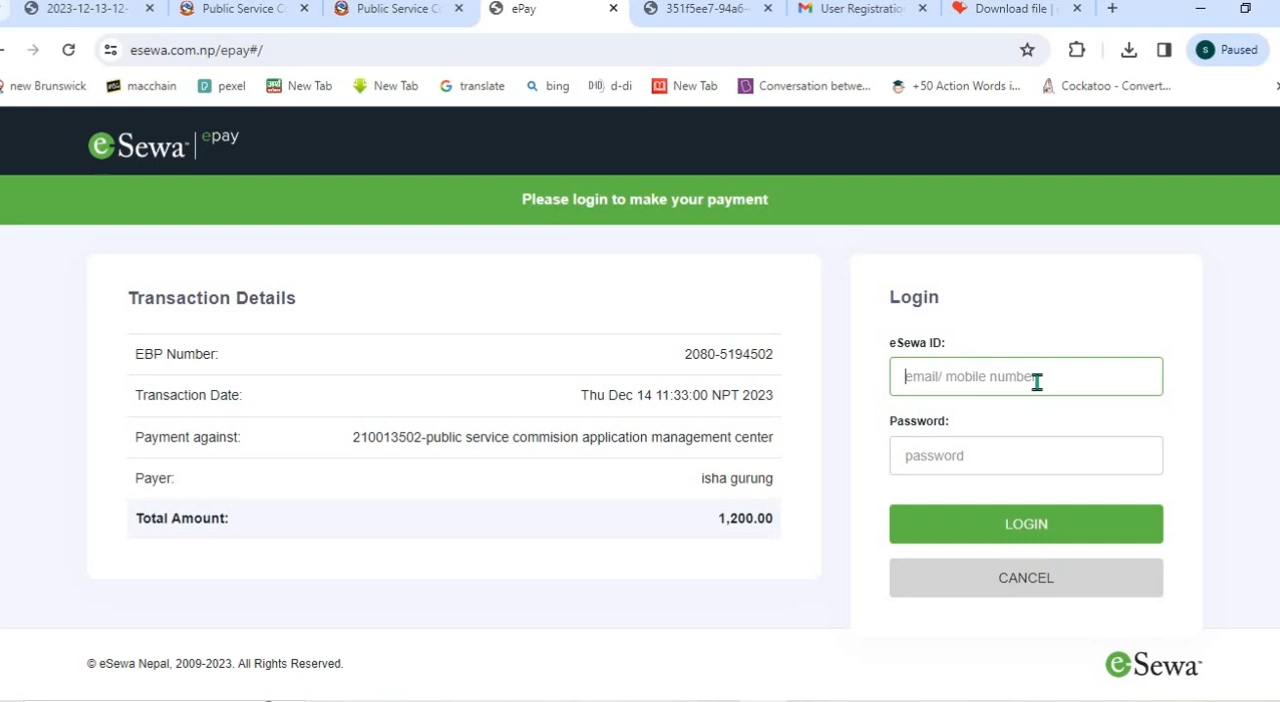 2023-12-13-12-
Public Service C
Public Service C
ePay
351f5ee7-94a6-
User Registratio
Download file |
esewa.com.np/epay#/
S
Paused
new Brunswick
macchain
pexel
New Tab
New Tab
translate
bing
d-di
New Tab
Conversation betwe...
+50 Action Words i...
Cockatoo - Convert...
eSewa
epay
Please login to make your payment
Transaction Details
EBP Number: 2080-5194502
Transaction Date: Thu Dec 14 11:33:00 NPT 2023
Payment against: 210013502-public service commision application management center
Payer: isha gurung
Total Amount: 1,200.00
Login
eSewa ID:
email/ mobile number
Password:
password
LOGIN
CANCEL
© eSewa Nepal, 2009-2023. All Rights Reserved.
eSewa